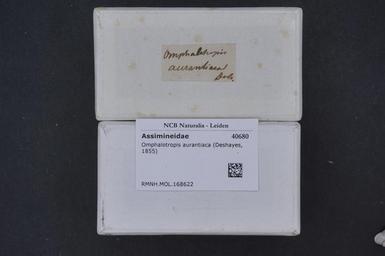 Omphalotropis
aurantiaca
Desh.
NCB Naturalis - Leiden
Assimineidae 40680
Omphalotropis aurantiaca (Deshayes,
1855)
RMNH.MOL.168622